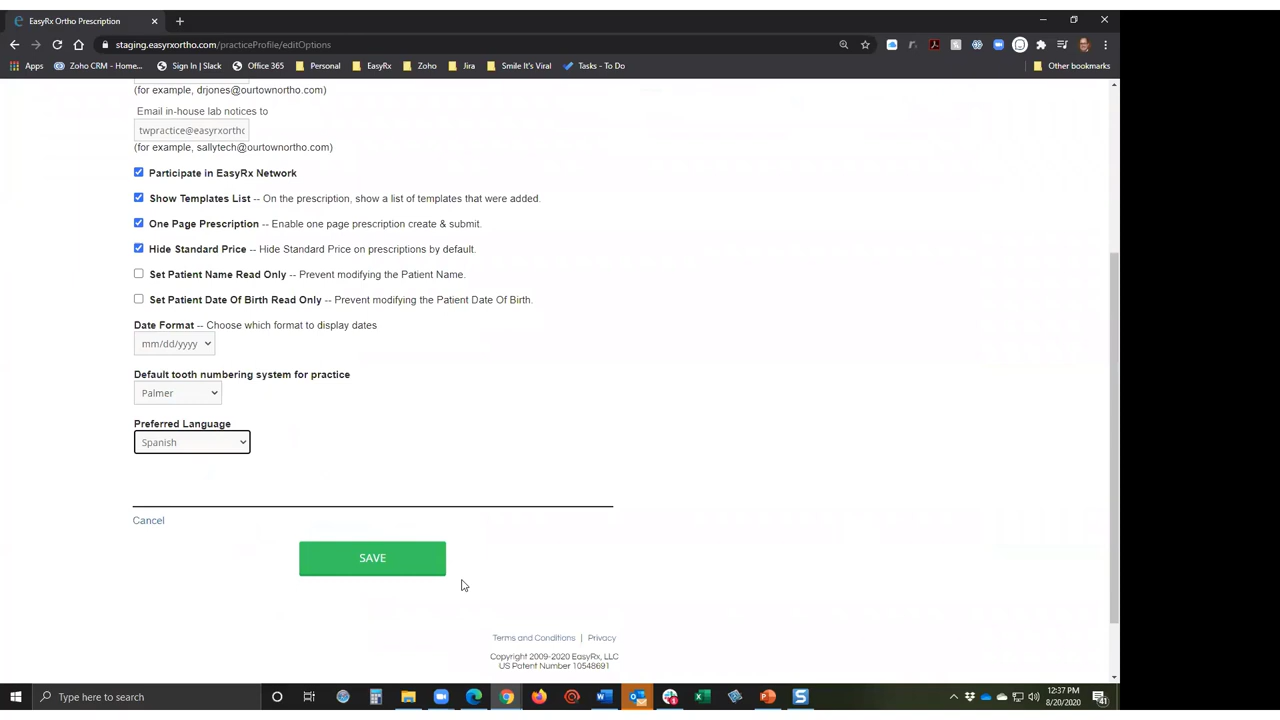 EasyRx Ortho Prescription
staging.easyrxortho.com/practiceProfile/editOptions
Apps Zoho CRM - Home... Sign In | Slack Office 365 Personal EasyRx Zoho Jira Smile It's Viral Tasks - To Do Other bookmarks
(for example, drjones@ourtownortho.com)
Email in-house lab notices to
twpractice@easyrxortho
(for example, sallytech@ourtownortho.com)
Participate in EasyRx Network
Show Templates List -- On the prescription, show a list of templates that were added.
One Page Prescription -- Enable one page prescription create & submit.
Hide Standard Price -- Hide Standard Price on prescriptions by default.
Set Patient Name Read Only -- Prevent modifying the Patient Name.
Set Patient Date Of Birth Read Only -- Prevent modifying the Patient Date Of Birth.
Date Format -- Choose which format to display dates
mm/dd/yyyy
Default tooth numbering system for practice
Palmer
Preferred Language
Spanish
Cancel
SAVE
Terms and Conditions | Privacy
Copyright 2009-2020 EasyRx, LLC
US Patent Number 10548691
Type here to search
12:37 PM
8/20/2020
41